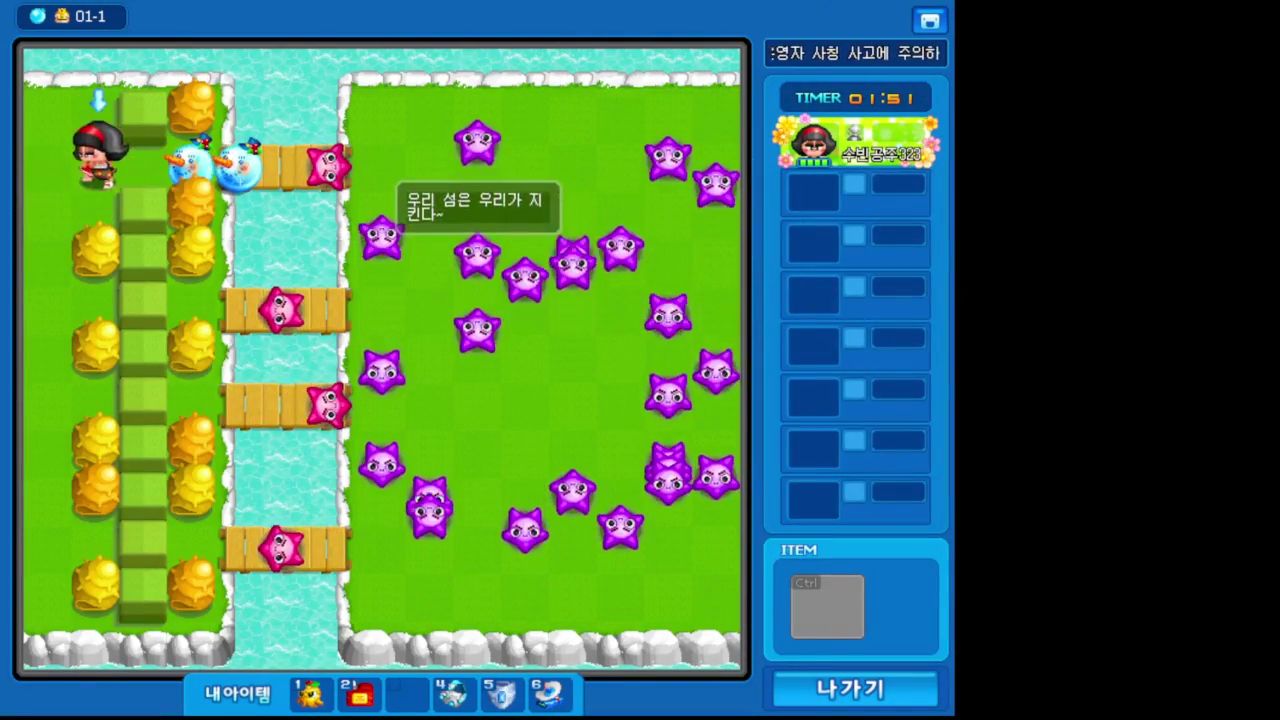 01-1
:영자 사칭 사고에 주의하
TIMER 01:51
수빈공주323
우리 섬은 우리가 지
킨다~
ITEM
Ctrl
내 아이템
1
2
4
5
6
나가기